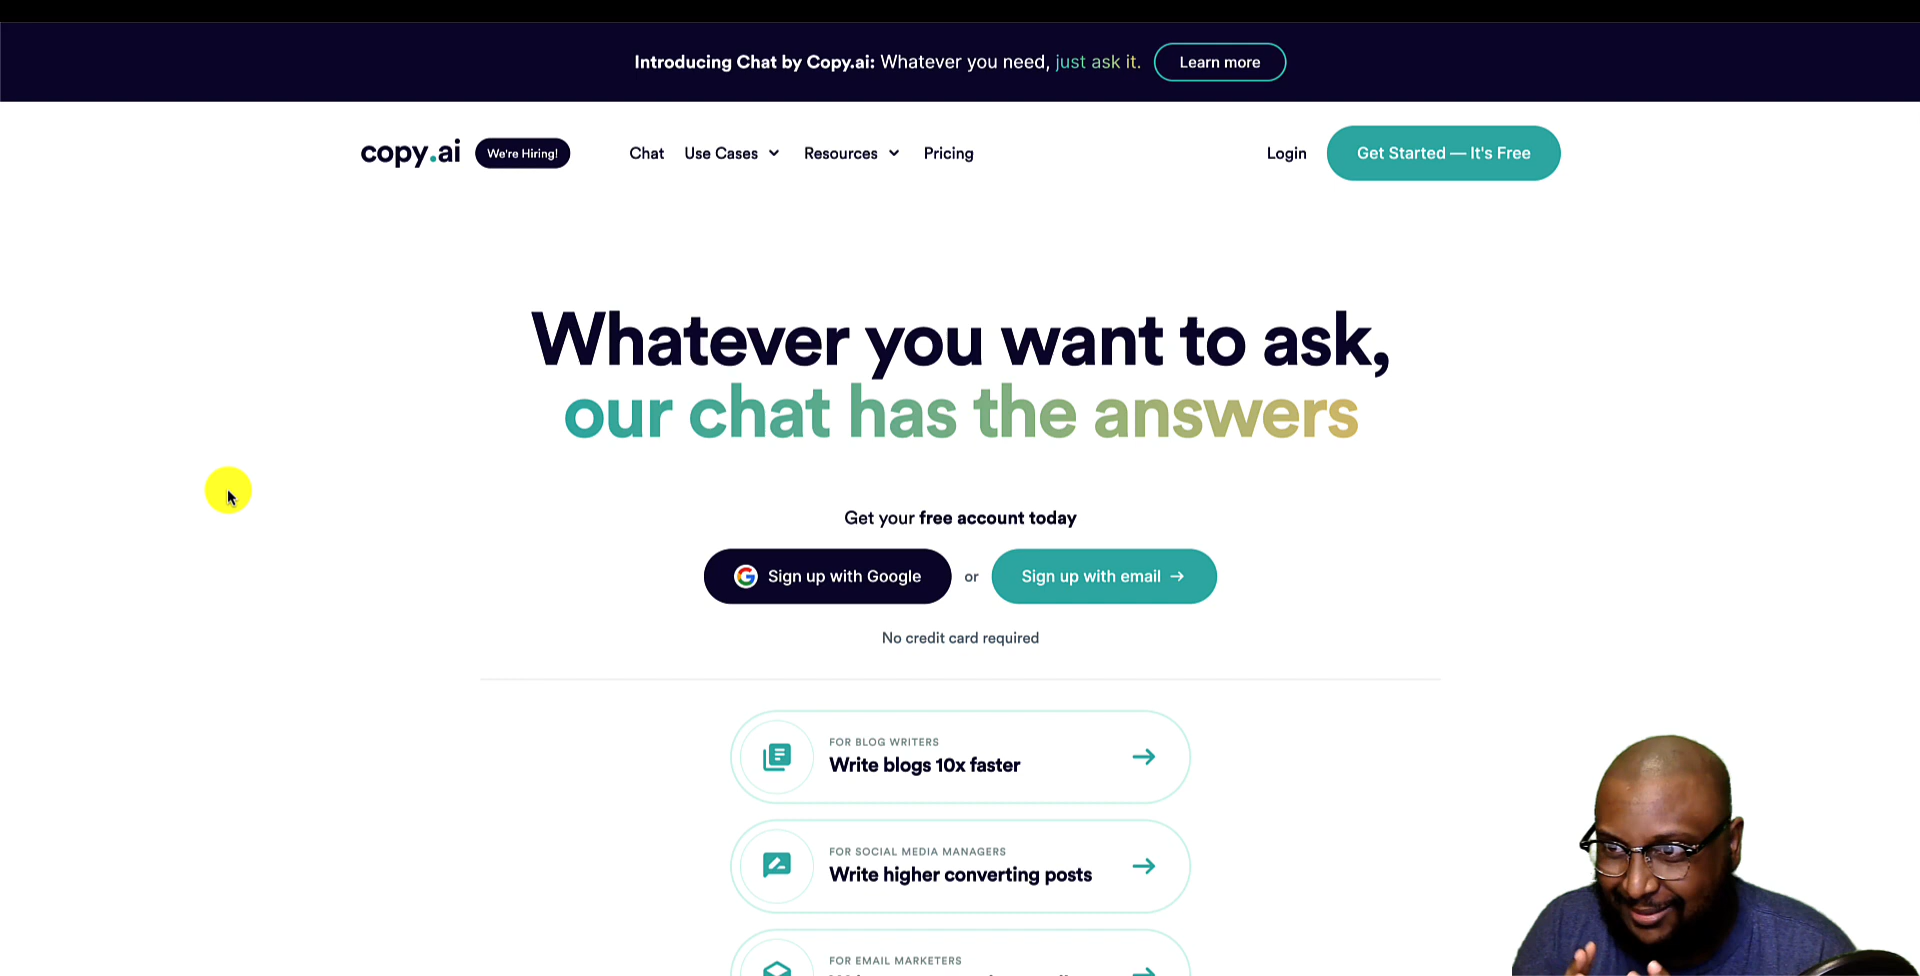 Introducing Chat by Copy.ai: Whatever you need, just ask it. Learn more
copy.ai We're Hiring! Chat Use Cases Resources Pricing Login Get Started — It's Free
Whatever you want to ask,
our chat has the answers
Get your free account today
Sign up with Google or Sign up with email →
No credit card required
FOR BLOG WRITERS
Write blogs 10x faster
FOR SOCIAL MEDIA MANAGERS
Write higher converting posts
FOR EMAIL MARKETERS